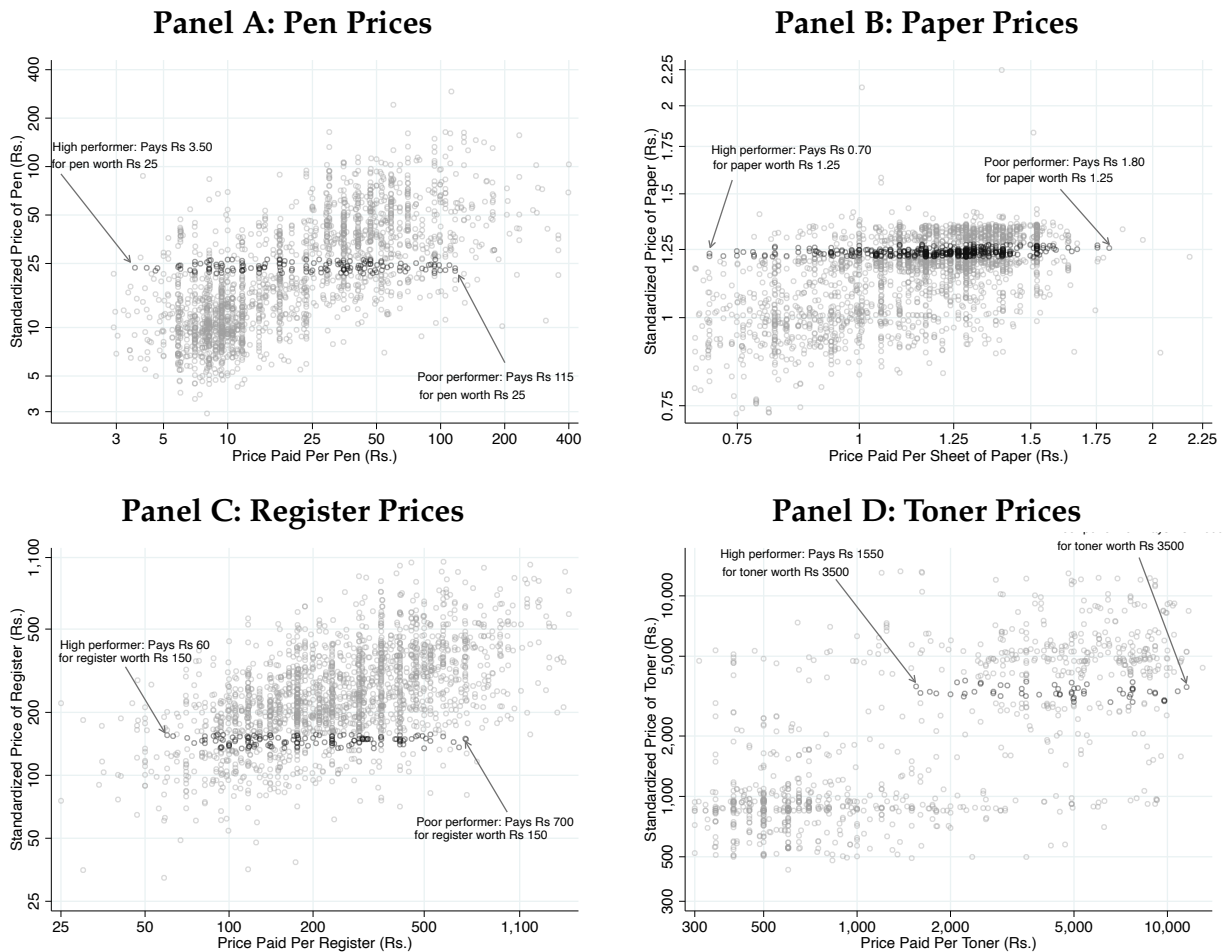 Panel A: Pen Prices
Standardized Price of Pen (Rs.)
400
200
100
50
25
10
5
3
High performer: Pays Rs 3.50
for pen worth Rs 25
Poor performer: Pays Rs 115
for pen worth Rs 25
3 5 10 25 50 100 200 400
Price Paid Per Pen (Rs.)
Panel B: Paper Prices
Standardized Price of Paper (Rs.)
2.25
2
1.75
1.5
1.25
1
0.75
High performer: Pays Rs 0.70
for paper worth Rs 1.25
Poor performer: Pays Rs 1.80
for paper worth Rs 1.25
0.75 1 1.25 1.5 1.75 2 2.25
Price Paid Per Sheet of Paper (Rs.)
Panel C: Register Prices
Standardized Price of Register (Rs.)
1,100
500
200
100
50
25
High performer: Pays Rs 60
for register worth Rs 150
Poor performer: Pays Rs 700
for register worth Rs 150
25 50 100 200 500 1,100
Price Paid Per Register (Rs.)
Panel D: Toner Prices
Standardized Price of Toner (Rs.)
10,000
5,000
2,000
1,000
500
300
High performer: Pays Rs 1550
for toner worth Rs 3500
for toner worth Rs 3500
300 500 1,000 2,000 5,000 10,000
Price Paid Per Toner (Rs.)